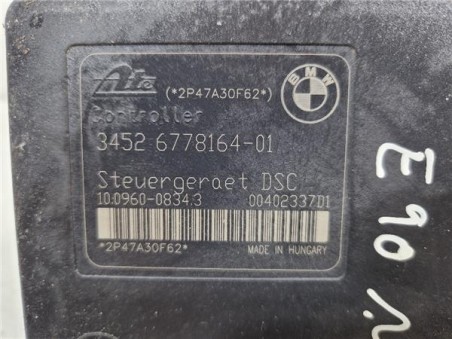 Ate (*2P47A30F62*)
BMW
Controller
3452 6778164-01
Steuergeraet DSC
10.0960-0834.3 00402337D1
*2P47A30F62* MADE IN HUNGARY
E90